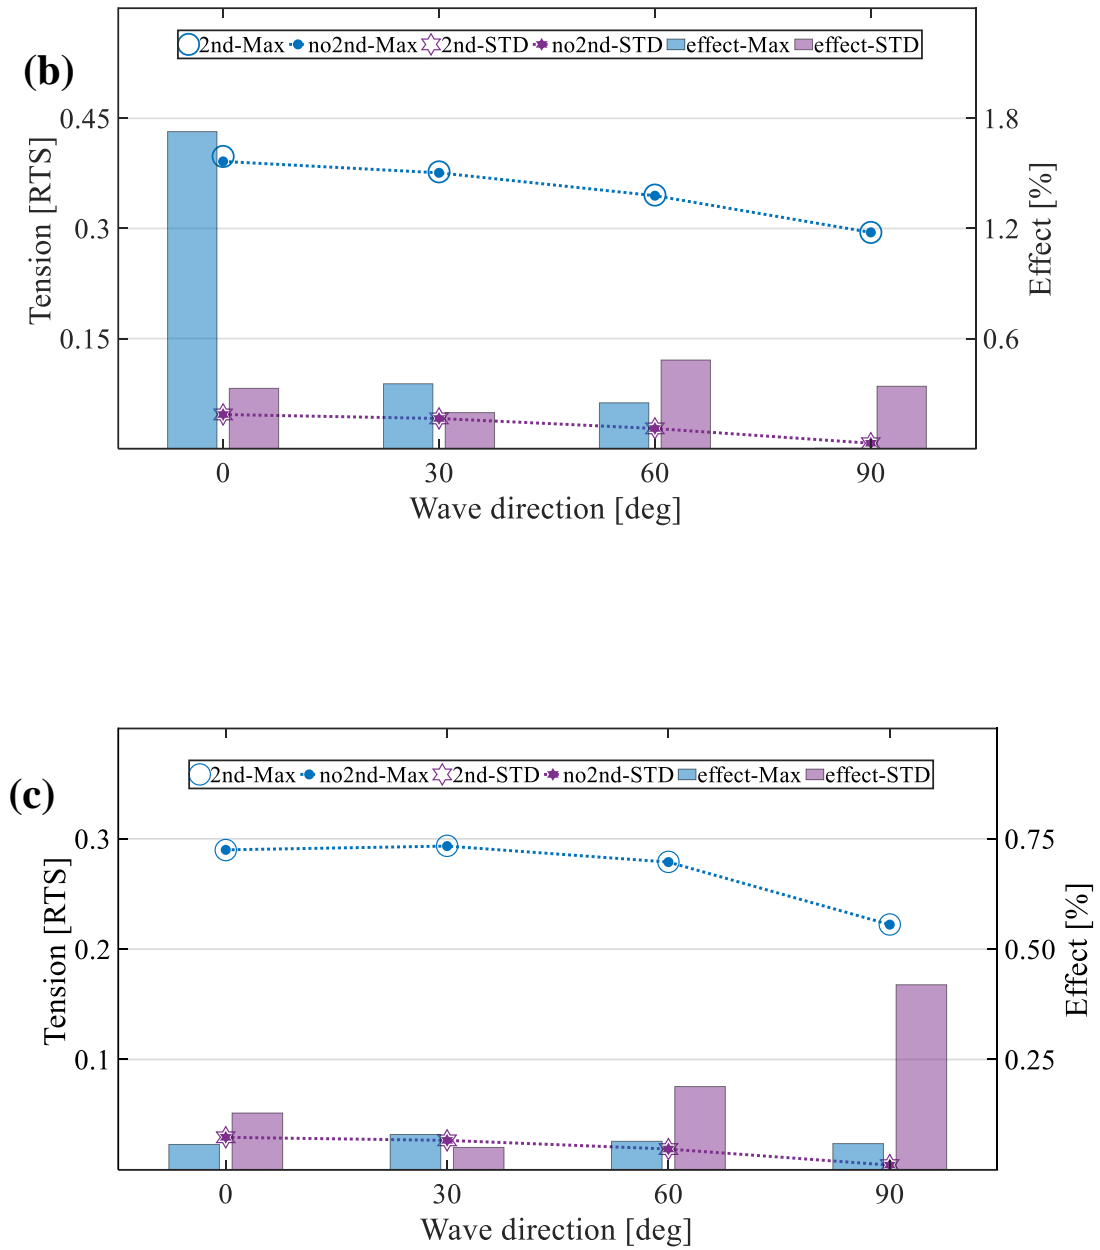 (b)
2nd-Max no2nd-Max 2nd-STD no2nd-STD effect-Max effect-STD
Tension [RTS]
0.45
0.3
0.15
1.8
1.2
0.6
Effect [%]
0 30 60 90
Wave direction [deg]
(c)
2nd-Max no2nd-Max 2nd-STD no2nd-STD effect-Max effect-STD
Tension [RTS]
0.3
0.2
0.1
0.75
0.50
0.25
Effect [%]
0 30 60 90
Wave direction [deg]